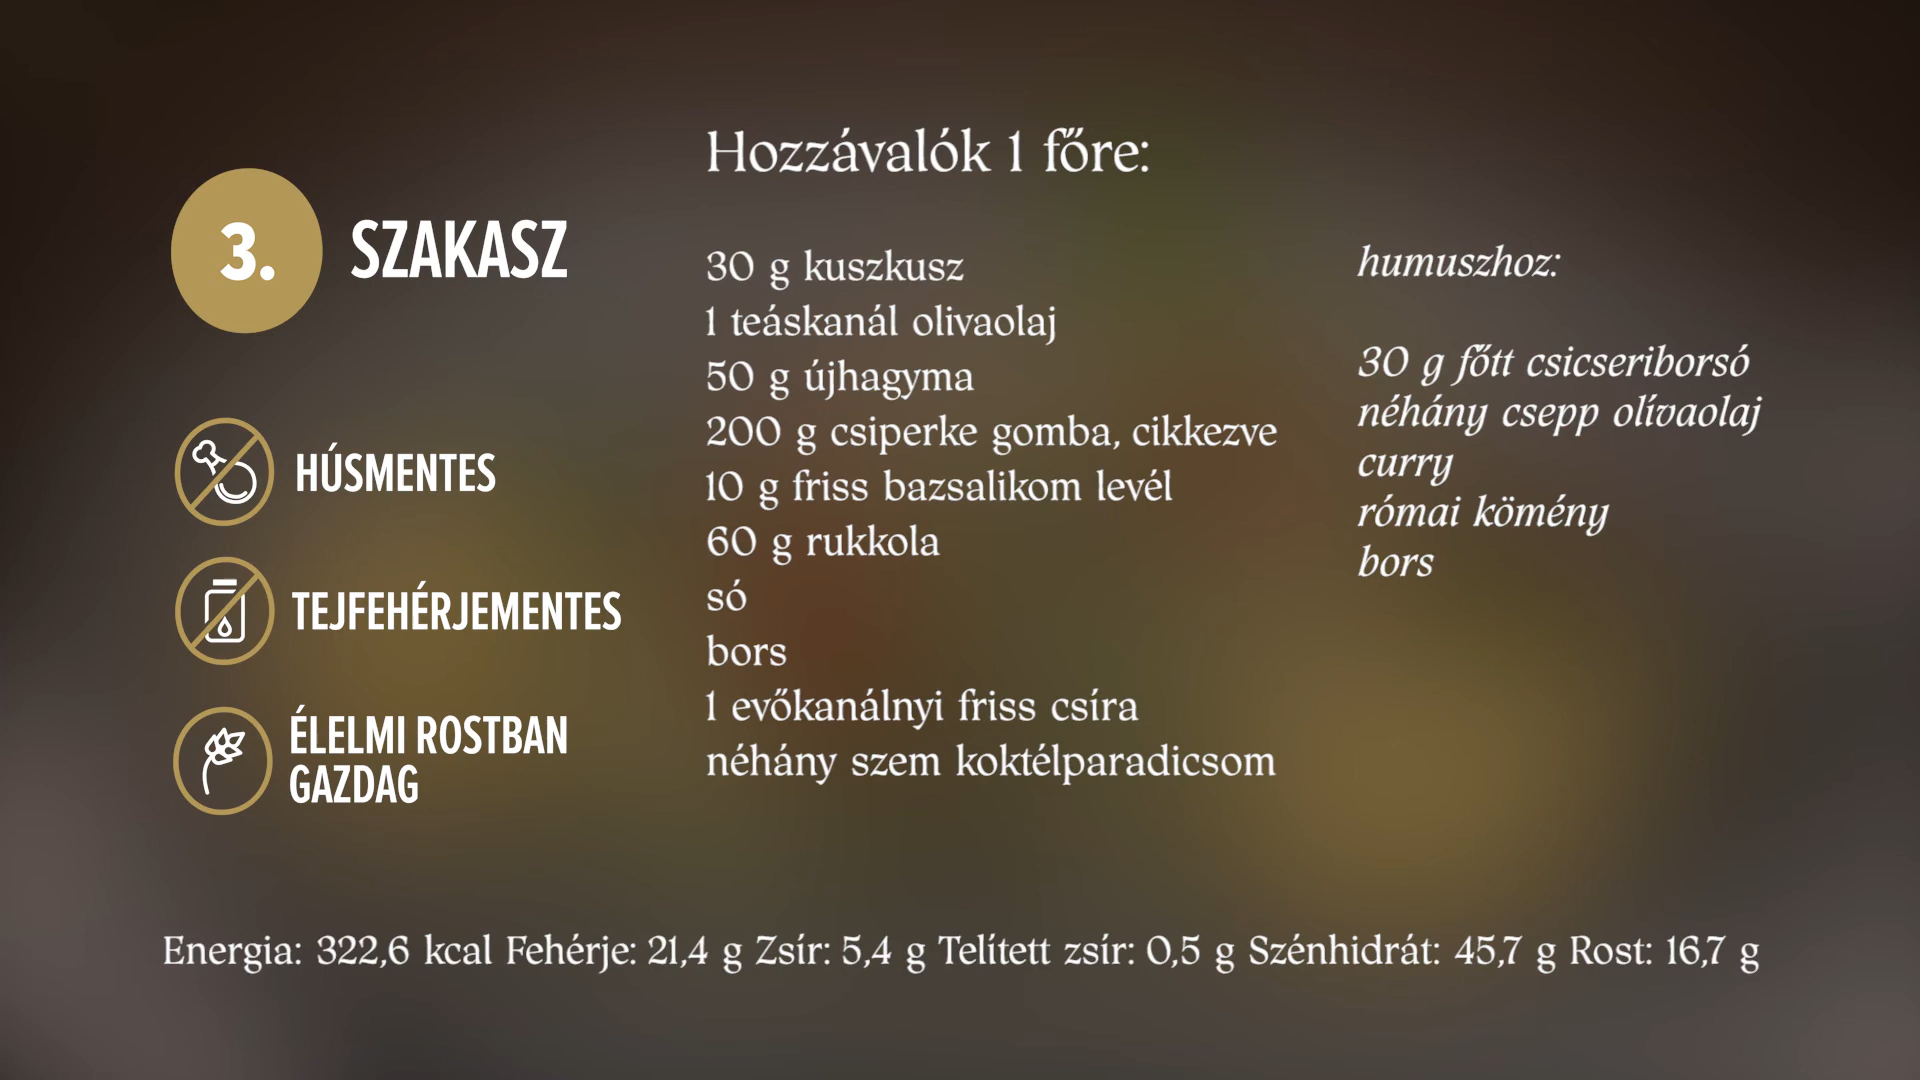 3. SZAKASZ
HÚSMENTES
TEJFEHÉRJEMENTES
ÉLELMI ROSTBAN
GAZDAG
Hozzávalók 1 főre:
30 g kuszkusz
1 teáskanál olivaolaj
50 g újhagyma
200 g csiperke gomba, cikkezve
10 g friss bazsalikom levél
60 g rukkola
só
bors
1 evőkanálnyi friss csíra
néhány szem koktélparadicsom
humuszhoz:
30 g főtt csicseriborsó
néhány csepp olívaolaj
curry
római kömény
bors
Energia: 322,6 kcal Fehérje: 21,4 g Zsír: 5,4 g Telített zsír: 0,5 g Szénhidrát: 45,7 g Rost: 16,7 g